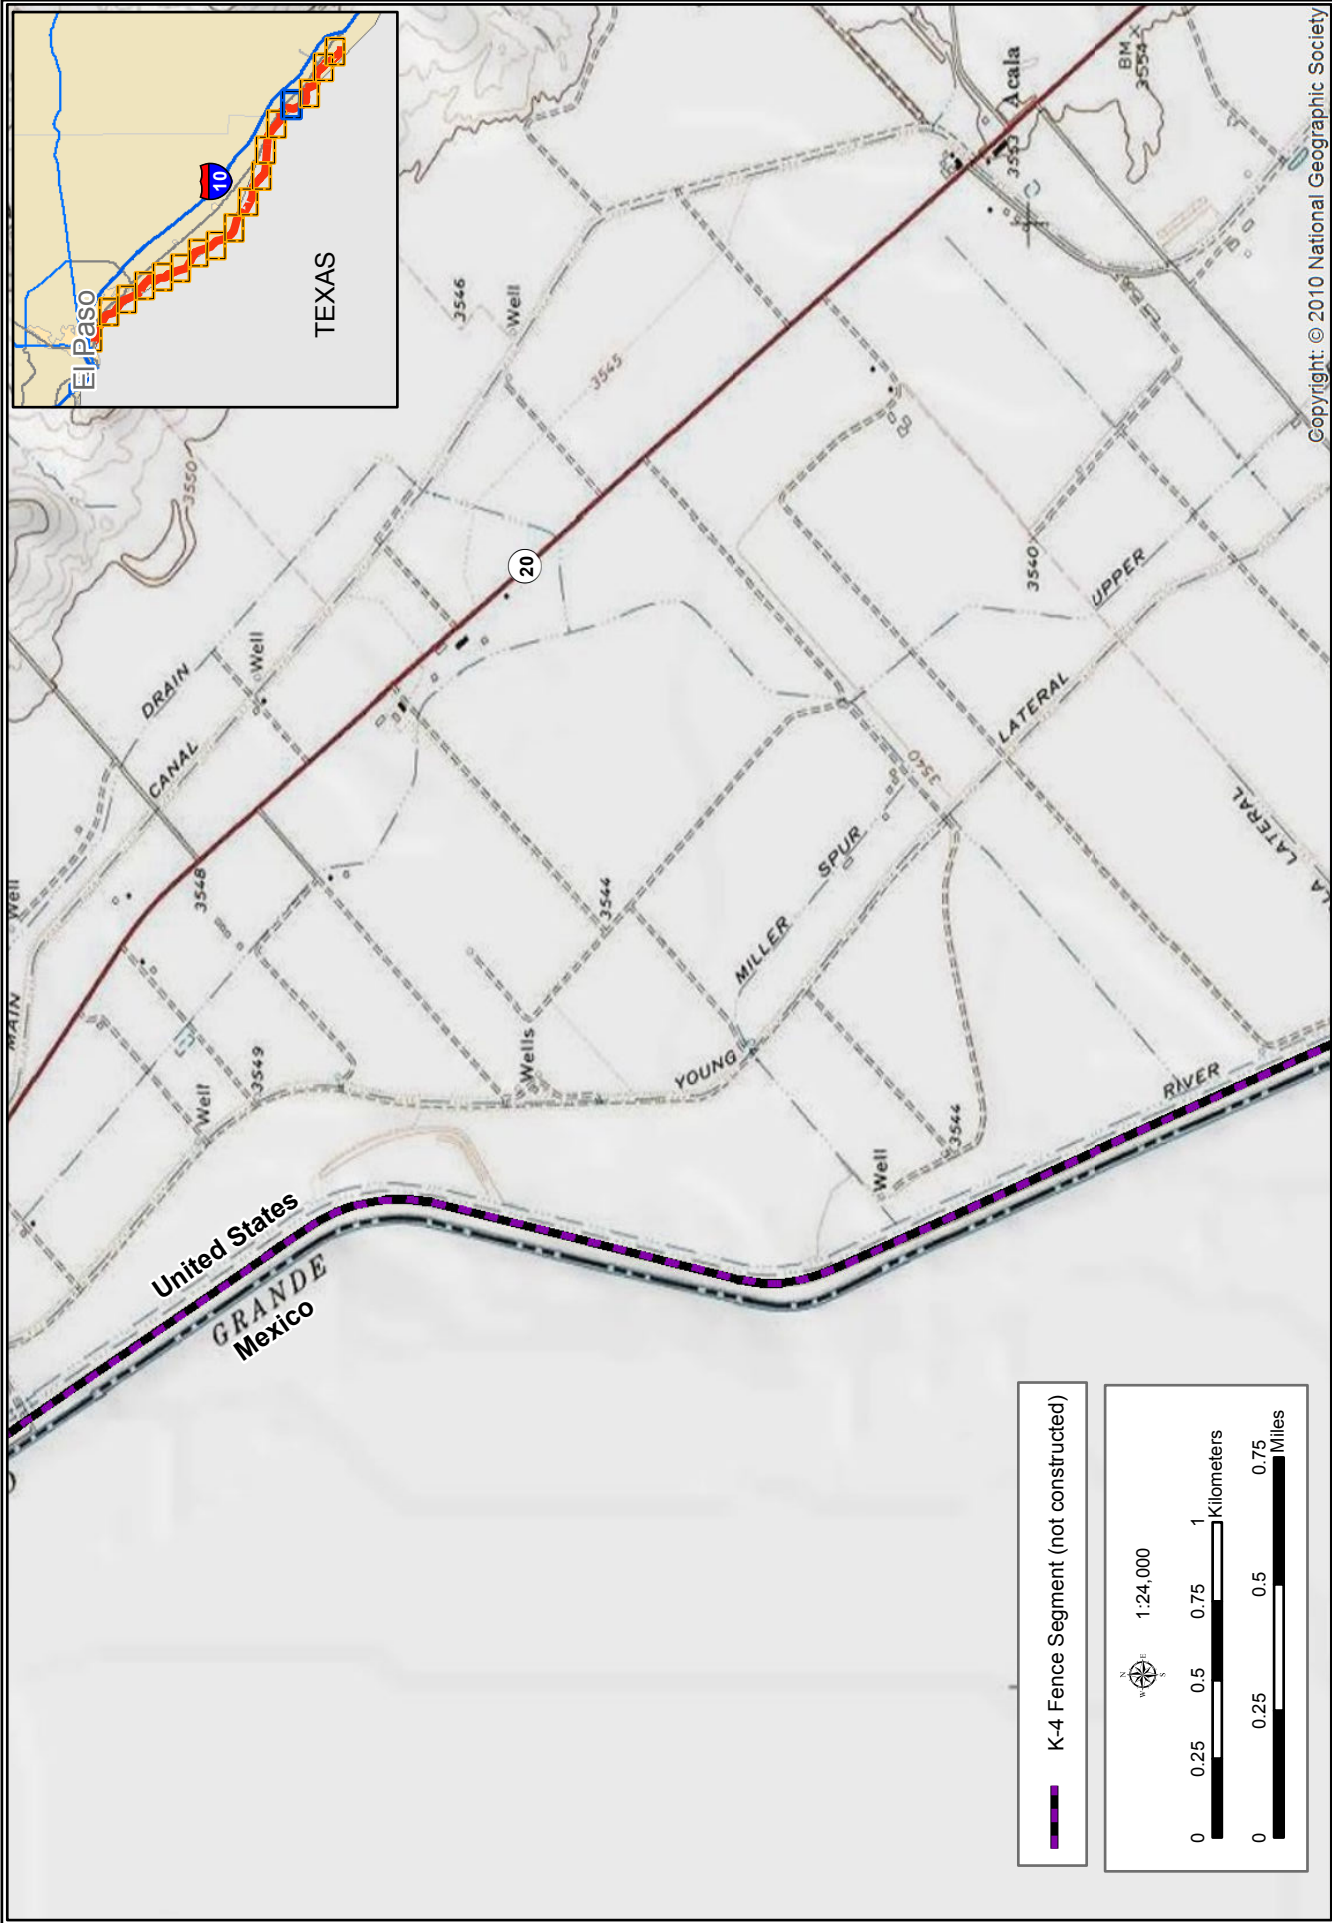 El Paso
10
TEXAS
3550
3546
Well
3545
Acala
3553
BM X
3554
DRAIN
Well
CANAL
20
3540
UPPER
LATERAL
Well
MAIN
3548
3544
SPUR
MILLER
3540
LATERAL
LA
Well
3549
Wells
YOUNG
3544
Well
RIVER
United States
GRANDE
Mexico
K-4 Fence Segment (not constructed)
N
W E
S
1:24,000
0 0.25 0.5 0.75 1
Kilometers
0 0.25 0.5 0.75
Miles
Copyright: © 2010 National Geographic Society